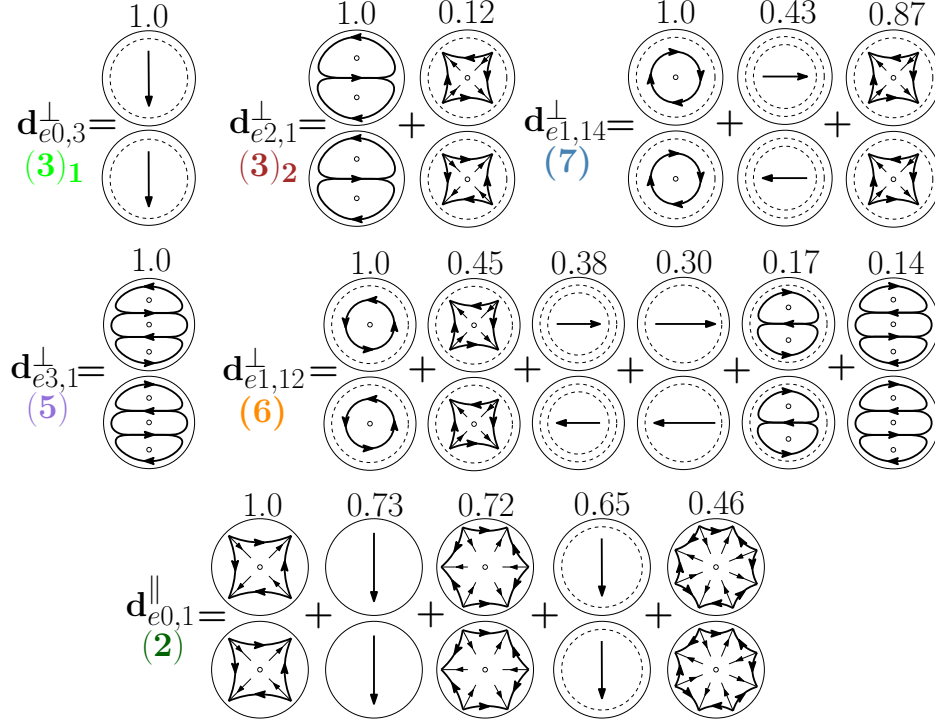 1.0 1.0 0.12 1.0 0.43 0.87
d⊥e0,3 = d⊥e2,1 = + d⊥e1,14 = + +
(3)1 (3)2 (7)
1.0 1.0 0.45 0.38 0.30 0.17 0.14
d⊥e3,1 = d⊥e1,12 = + + + + +
(5) (6)
1.0 0.73 0.72 0.65 0.46
d∥e0,1 = + + + +
(2)